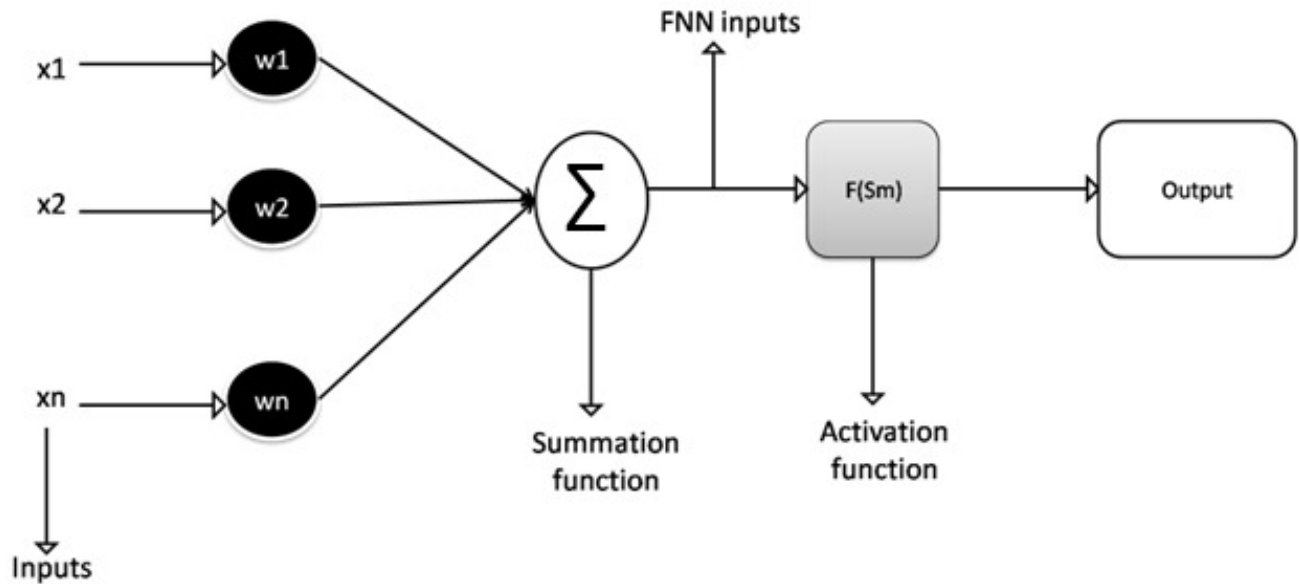 FNN inputs
x1
w1
x2
w2
∑
F(Sm)
Output
xn
wn
Summation
function
Activation
function
Inputs